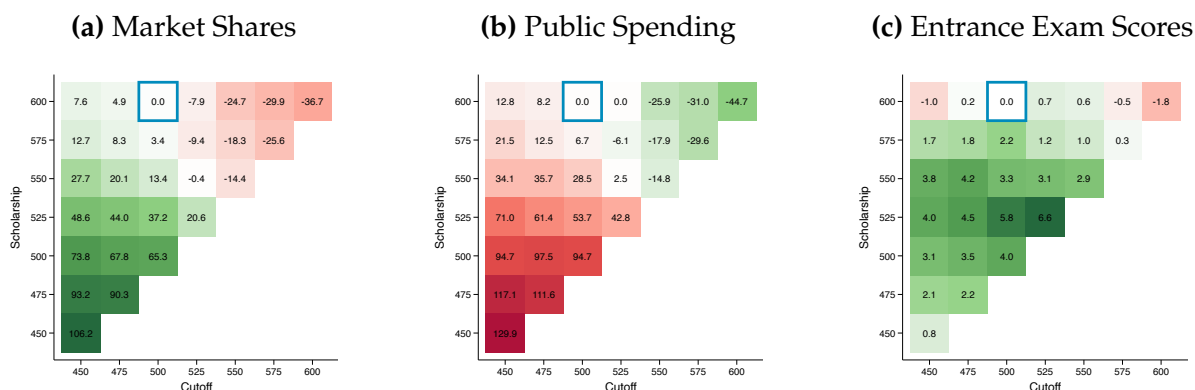 (a) Market Shares
(b) Public Spending
(c) Entrance Exam Scores
Scholarship
600 7.6 4.9 0.0 -7.9 -24.7 -29.9 -36.7
575 12.7 8.3 3.4 -9.4 -18.3 -25.6
550 27.7 20.1 13.4 -0.4 -14.4
525 48.6 44.0 37.2 20.6
500 73.8 67.8 65.3
475 93.2 90.3
450 106.2
450 475 500 525 550 575 600
Cutoff
Scholarship
600 12.8 8.2 0.0 0.0 -25.9 -31.0 -44.7
575 21.5 12.5 6.7 -6.1 -17.9 -29.6
550 34.1 35.7 28.5 2.5 -14.8
525 71.0 61.4 53.7 42.8
500 94.7 97.5 94.7
475 117.1 111.6
450 129.9
450 475 500 525 550 575 600
Cutoff
Scholarship
600 -1.0 0.2 0.0 0.7 0.6 -0.5 -1.8
575 1.7 1.8 2.2 1.2 1.0 0.3
550 3.8 4.2 3.3 3.1 2.9
525 4.0 4.5 5.8 6.6
500 3.1 3.5 4.0
475 2.1 2.2
450 0.8
450 475 500 525 550 575 600
Cutoff